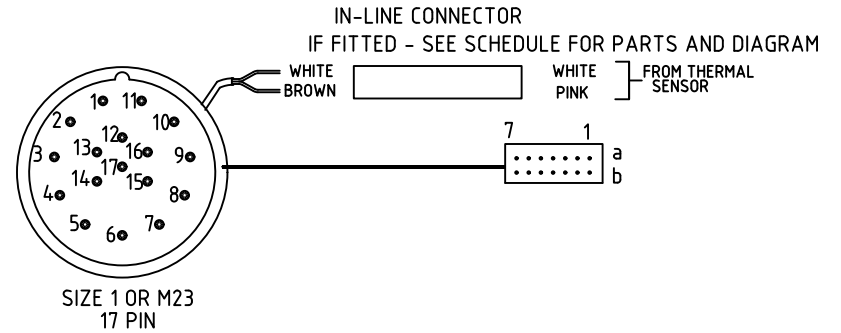 IN-LINE CONNECTOR
IF FITTED - SEE SCHEDULE FOR PARTS AND DIAGRAM
WHITE WHITE FROM THERMAL
BROWN PINK SENSOR
1 11
2 10
12
3 13 16 9
17
4 14 15 8
5 7
6
7 1
a
b
SIZE 1 OR M23
17 PIN